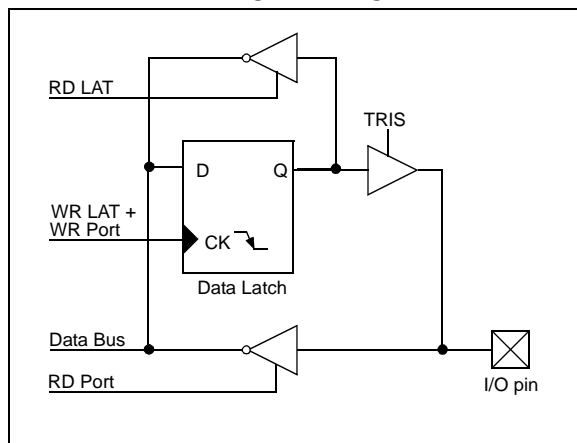 RD LAT
TRIS
D
Q
WR LAT +
WR Port
CK
Data Latch
Data Bus
RD Port
I/O pin